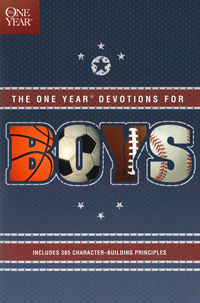 THE
ONE
YEAR®
THE ONE YEAR® DEVOTIONS FOR
BOYS
INCLUDES 365 CHARACTER-BUILDING PRINCIPLES